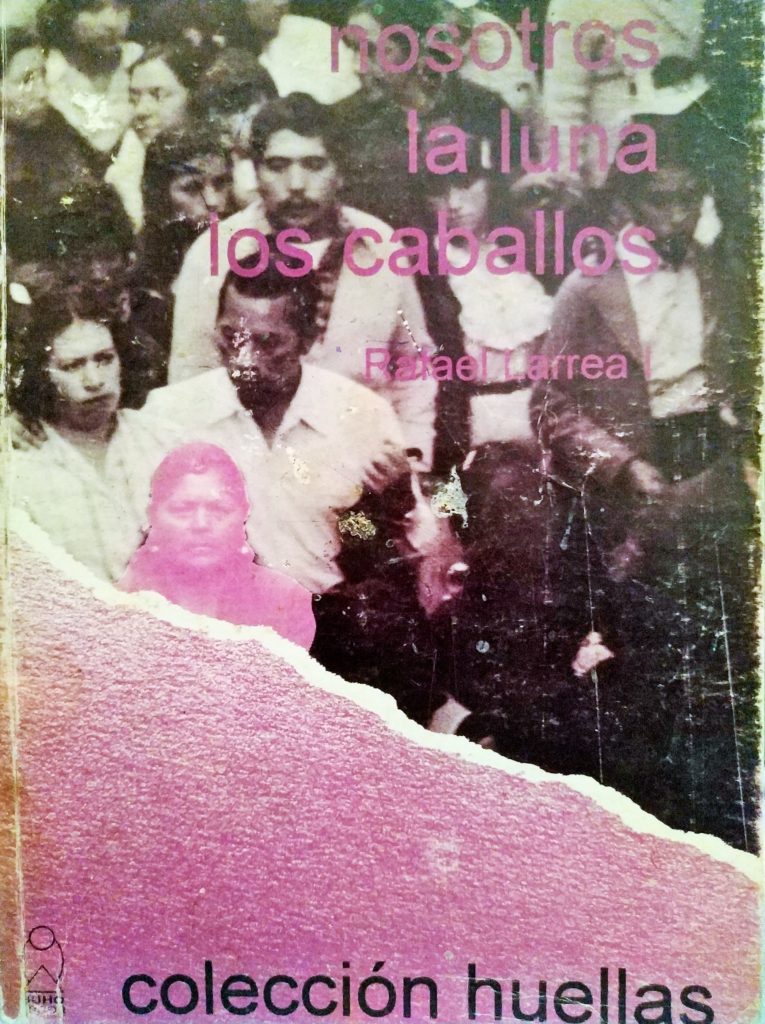 nosotros
la luna
los caballos
Rafael Larrea I
colección huellas